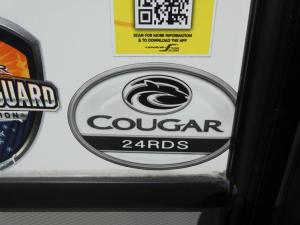 SCAN FOR MORE INFORMATION
& TO DOWNLOAD THE APP
GUARD
COUGAR
24RDS